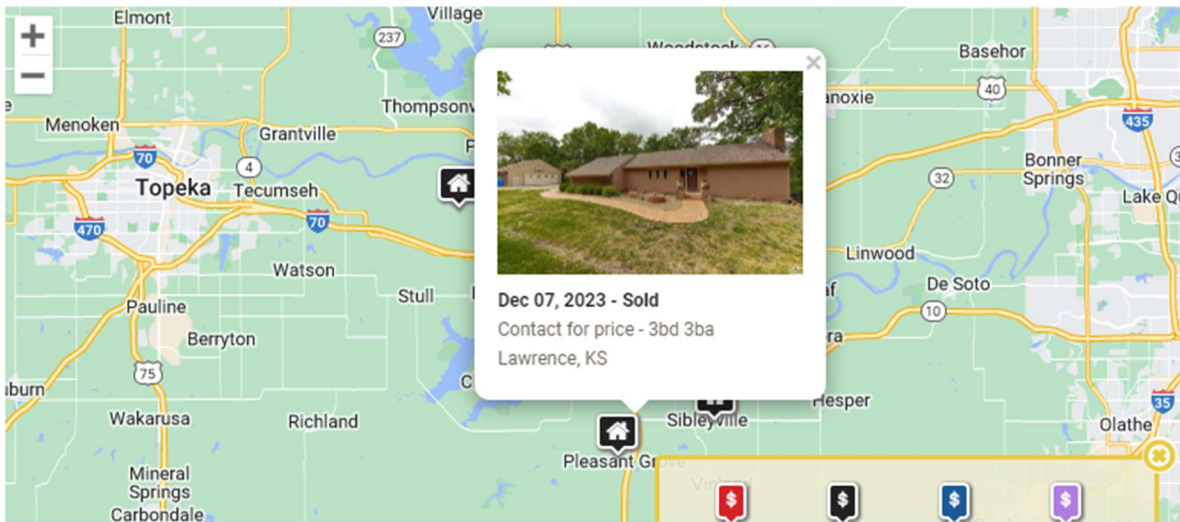 Elmont
Village
237
Woodstock
16
Basehor
40
Thompsonv
anoxie
435
Menoken
Grantville
70
4
Bonner
Springs
Topeka
Tecumseh
32
Lake Qu
470
70
Watson
Linwood
Stull
De Soto
10
Pauline
Berryton
75
Dec 07, 2023 - Sold
Contact for price - 3bd 3ba
Lawrence, KS
Wakarusa
Richland
Hesper
35
Sibleyville
Olathe
Pleasant Grove
Mineral
Springs
Carbondale
$
$
$
$